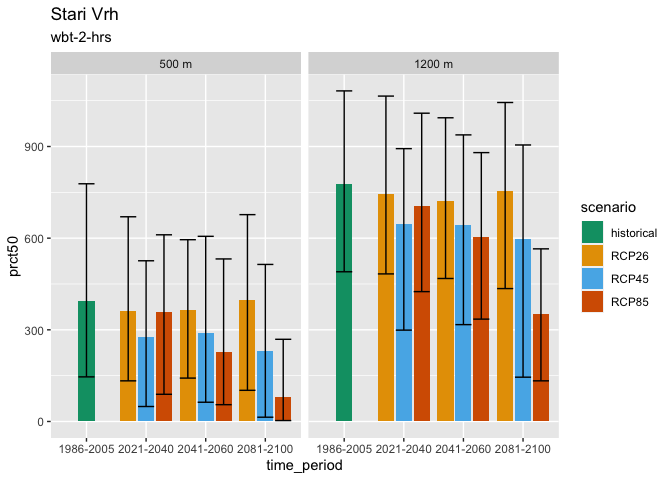 Stari Vrh
wbt-2-hrs
500 m
1200 m
prct50
900
600
300
0
1986-2005
2021-2040
2041-2060
2081-2100
1986-2005
2021-2040
2041-2060
2081-2100
time_period
scenario
historical
RCP26
RCP45
RCP85